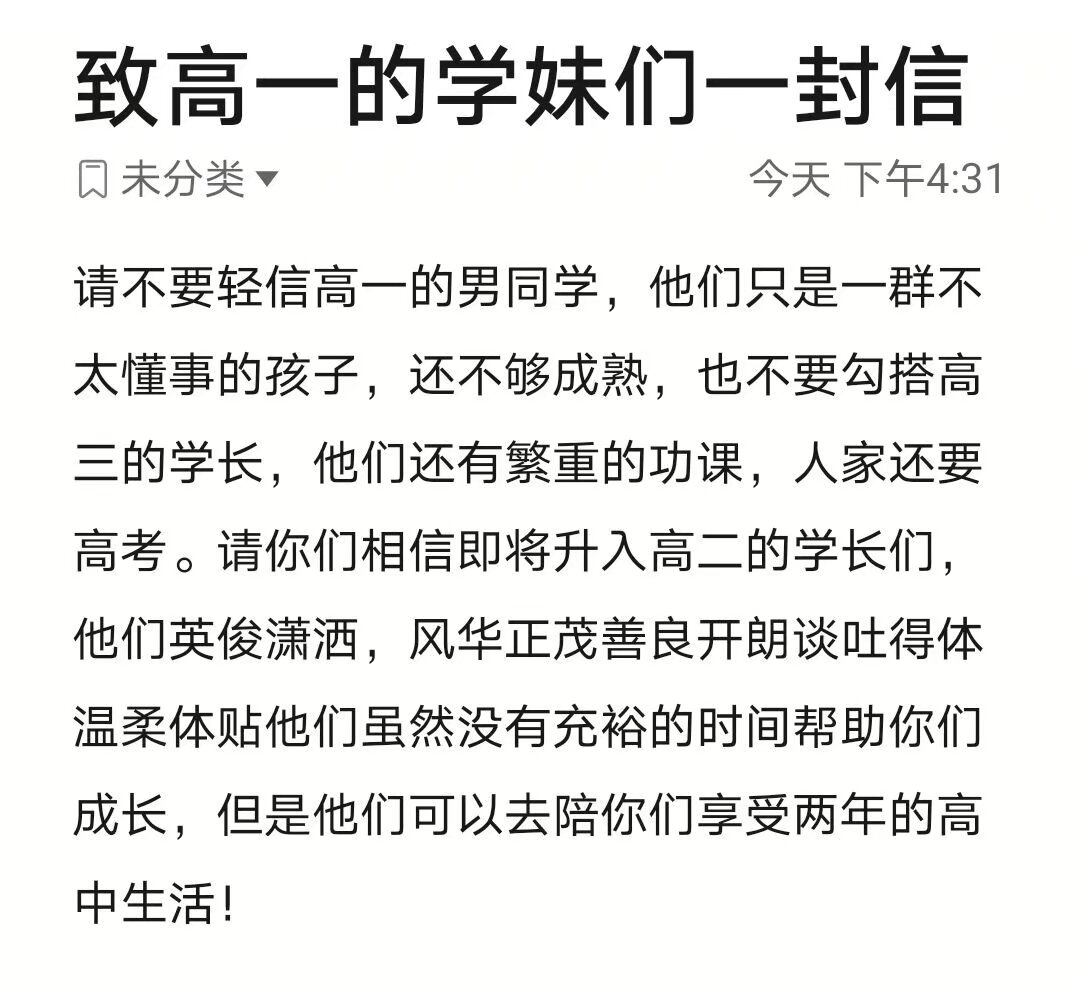 致高一的学妹们一封信
未分类 今天 下午4:31
请不要轻信高一的男同学，他们只是一群不
太懂事的孩子，还不够成熟，也不要勾搭高
三的学长，他们还有繁重的功课，人家还要
高考。请你们相信即将升入高二的学长们，
他们英俊潇洒，风华正茂善良开朗谈吐得体
温柔体贴他们虽然没有充裕的时间帮助你们
成长，但是他们可以去陪你们享受两年的高
中生活！